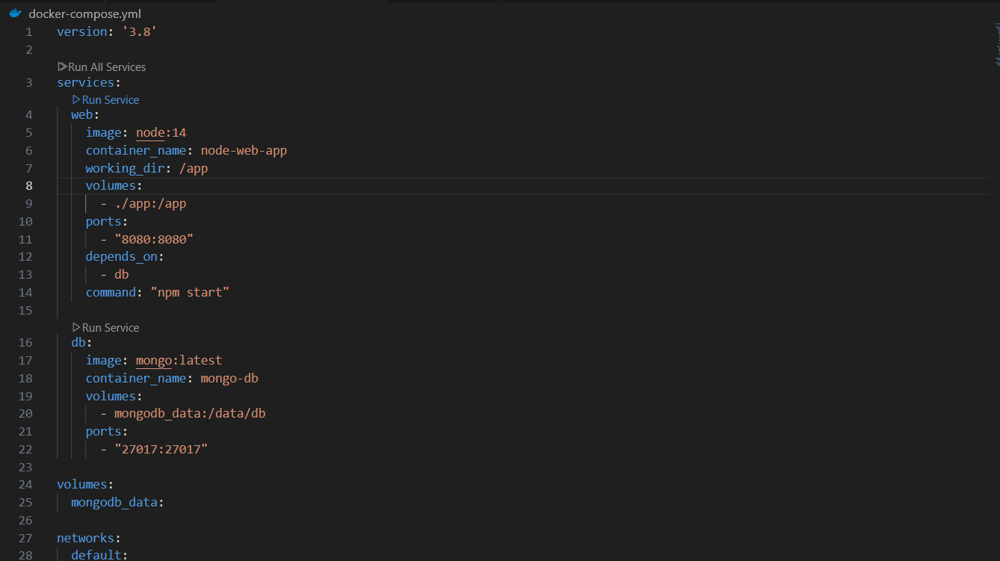 docker-compose.yml
1 version: '3.8'
2
Run All Services
3 services:
Run Service
4 web:
5 image: node:14
6 container_name: node-web-app
7 working_dir: /app
8 volumes:
9 - ./app:/app
10 ports:
11 - "8080:8080"
12 depends_on:
13 - db
14 command: "npm start"
15
Run Service
16 db:
17 image: mongo:latest
18 container_name: mongo-db
19 volumes:
20 - mongodb_data:/data/db
21 ports:
22 - "27017:27017"
23
24 volumes:
25 mongodb_data:
26
27 networks:
28 default: